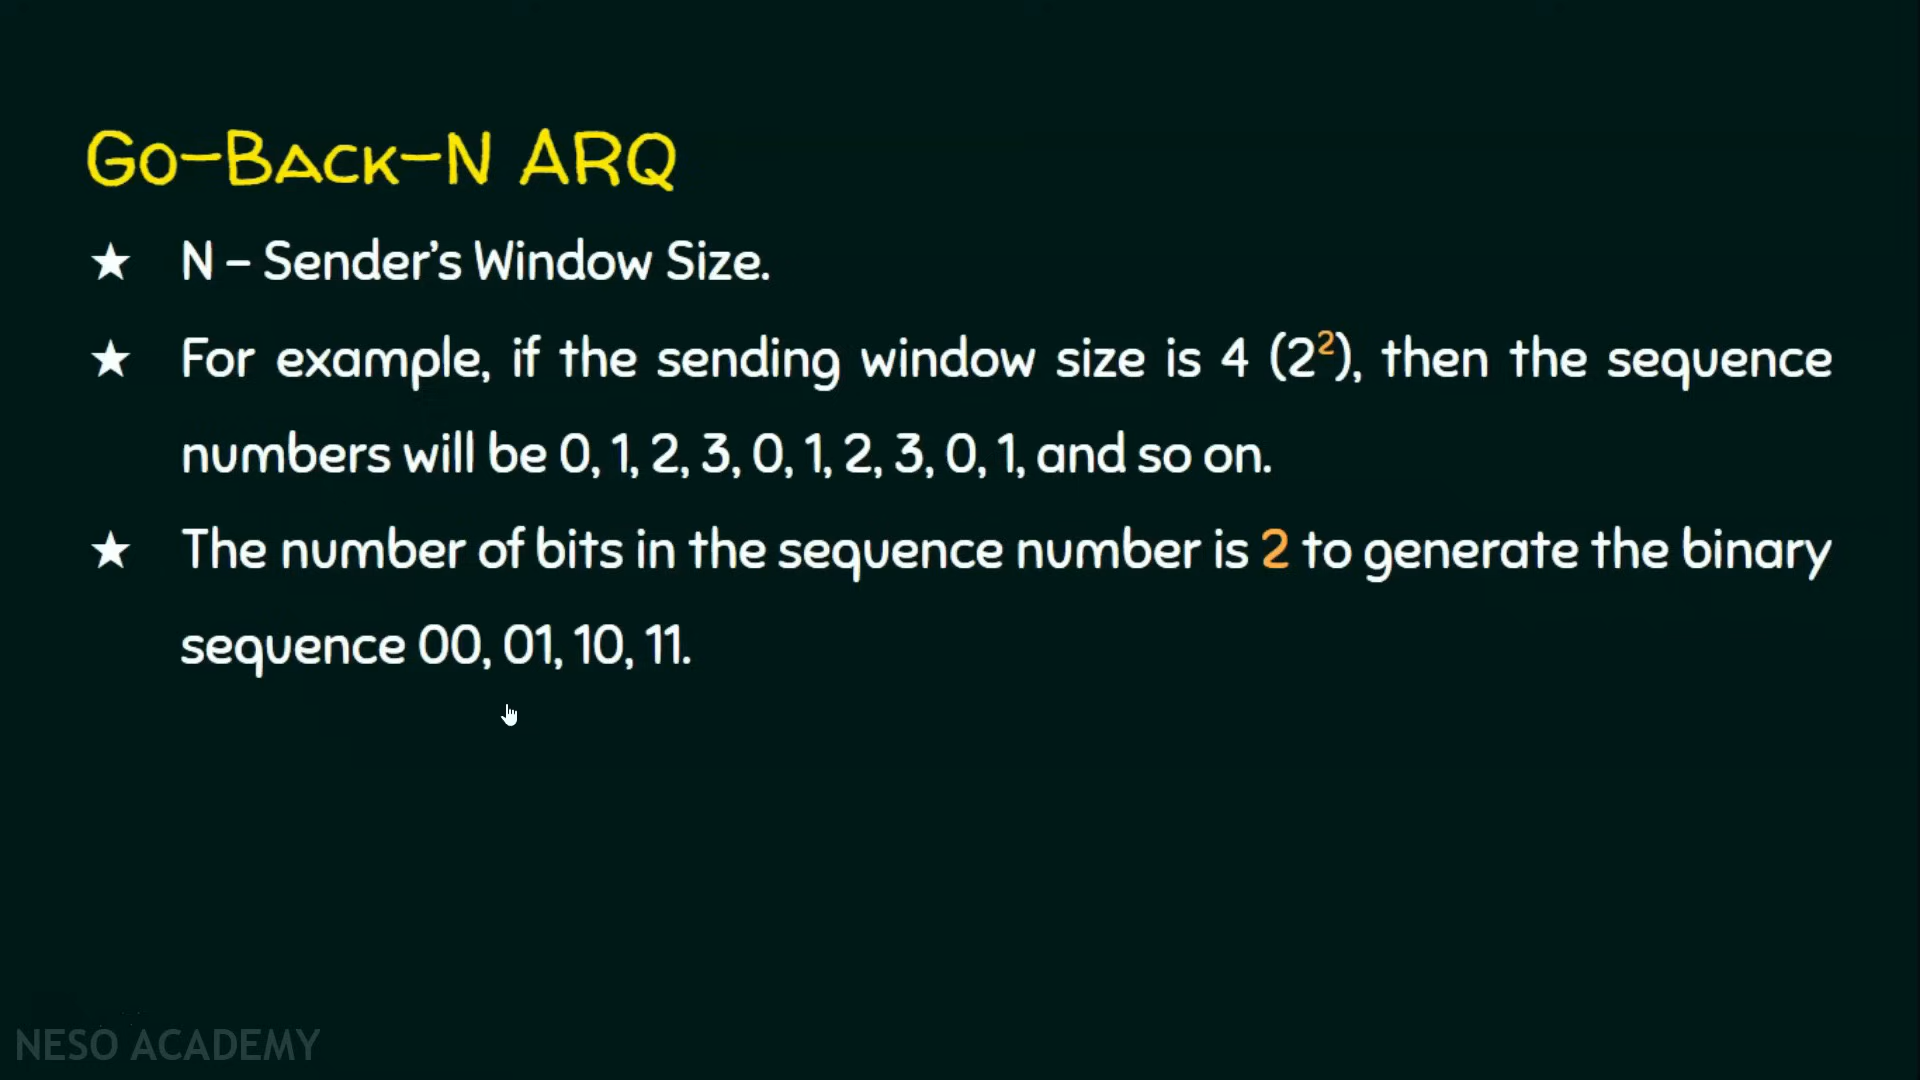 Go-Back-N ARQ
★ N – Sender’s Window Size.
★ For example, if the sending window size is 4 (2²), then the sequence
numbers will be 0, 1, 2, 3, 0, 1, 2, 3, 0, 1, and so on.
★ The number of bits in the sequence number is 2 to generate the binary
sequence 00, 01, 10, 11.
NESO ACADEMY